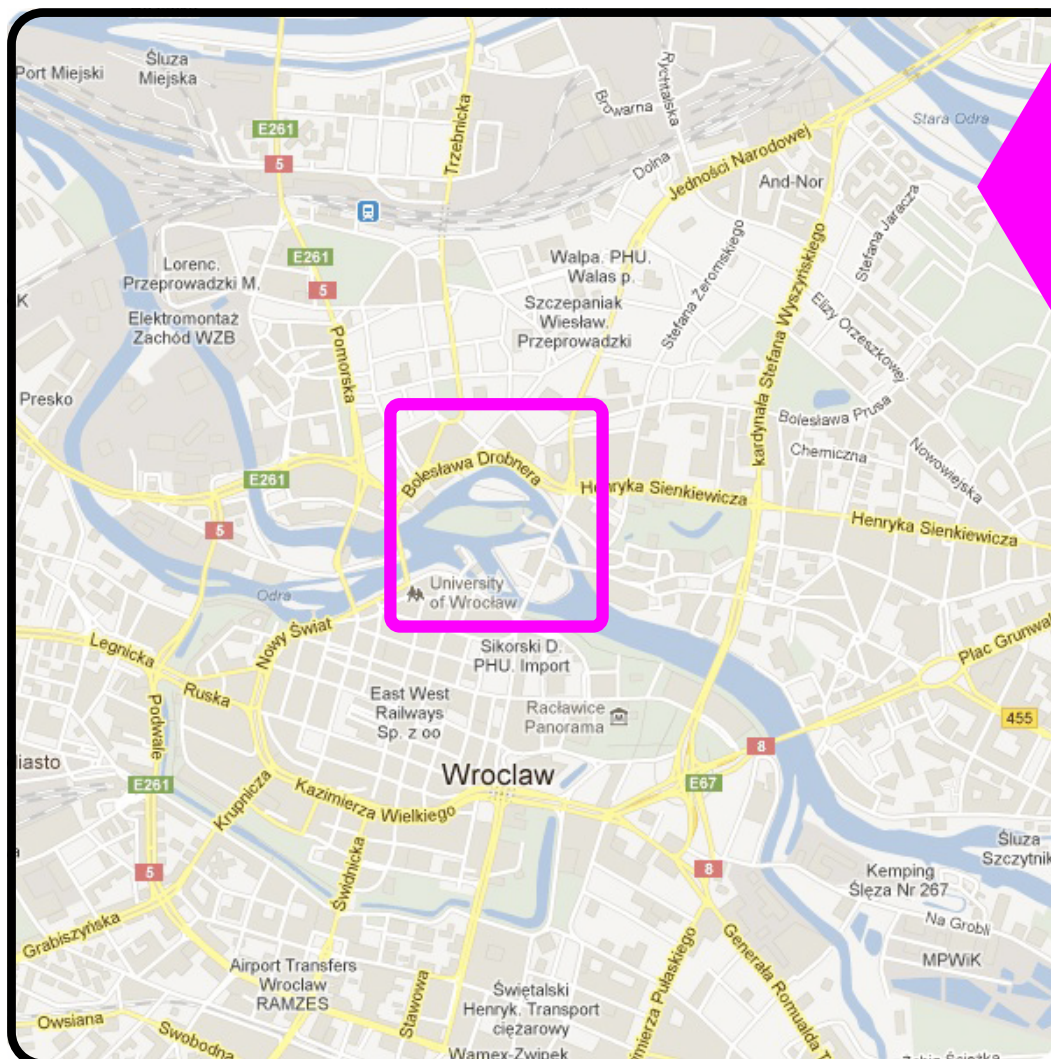 Port Miejski
Śluza
Miejska
E261
5
Trzebnicka
Rychtalska
Browarna
Dolna
Jedności Narodowej
And-Nor
Stara Odra
Stefana Jaracza
E261
5
Lorenc.
Przeprowadzki M.
K
Elektromontaż
Zachód WZB
Pomorska
Walpa. PHU.
Walas p.
Szczepaniak
Wiesław.
Przeprowadzki
Stefana Żeromskiego
kardynała Stefana Wyszyńskiego
Elizy Orzeszkowej
Bolesława Prusa
Chemiczna
Nowowiejska
Presko
E261
5
Bolesława Drobnera
Henryka Sienkiewicza
Henryka Sienkiewicza
Odra
University
of Wrocław
Nowy Świat
Legnicka
Ruska
Podwale
Sikorski D.
PHU. Import
East West
Railways
Sp. z oo
Racławice
Panorama
Plac Grunwal
455
8
iasto
E261
Krupnicza
Wroclaw
E67
Kazimierza Wielkiego
Świdnicka
5
8
Śluza
Szczytnik
Kemping
Ślęza Nr 267
Na Grobli
MPWiK
Grabiszyńska
Airport Transfers
Wroclaw
RAMZES
Stawowa
Świętalski
Henryk. Transport
ciężarowy
imierza Pułaskiego
Generała Romualda T
Owsiana
Swobodna
Wamex-Zwipek